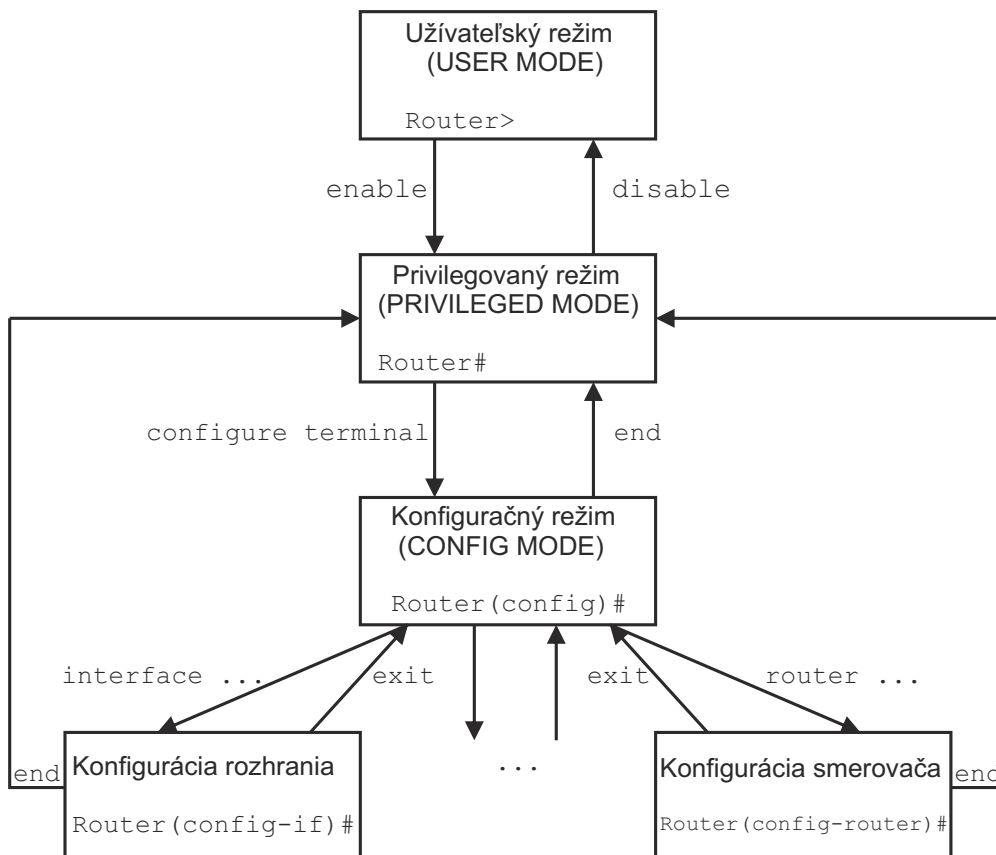 Užívateľský režim
(USER MODE)
Router>
enable
disable
Privilegovaný režim
(PRIVILEGED MODE)
Router#
configure terminal
end
Konfiguračný režim
(CONFIG MODE)
Router(config)#
interface ...
exit
exit
router ...
...
end
Konfigurácia rozhrania
Router(config-if)#
Konfigurácia smerovača
Router(config-router)#
end